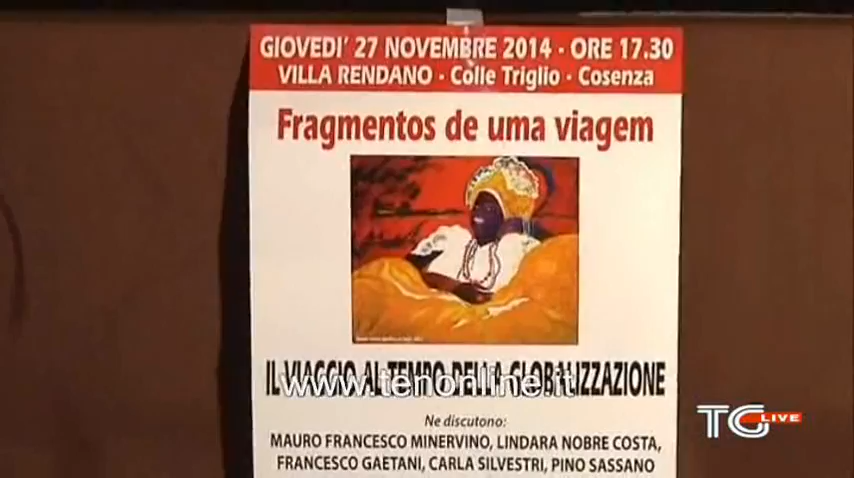 GIOVEDI' 27 NOVEMBRE 2014 - ORE 17.30
VILLA RENDANO - Colle Triglio - Cosenza
Fragmentos de uma viagem
IL VIAGGIO AL TEMPO DELLA GLOBALIZZAZIONE
www.tenonline.it
Ne discutono:
MAURO FRANCESCO MINERVINO, LINDARA NOBRE COSTA,
FRANCESCO GAETANI, CARLA SILVESTRI, PINO SASSANO
TG LIVE